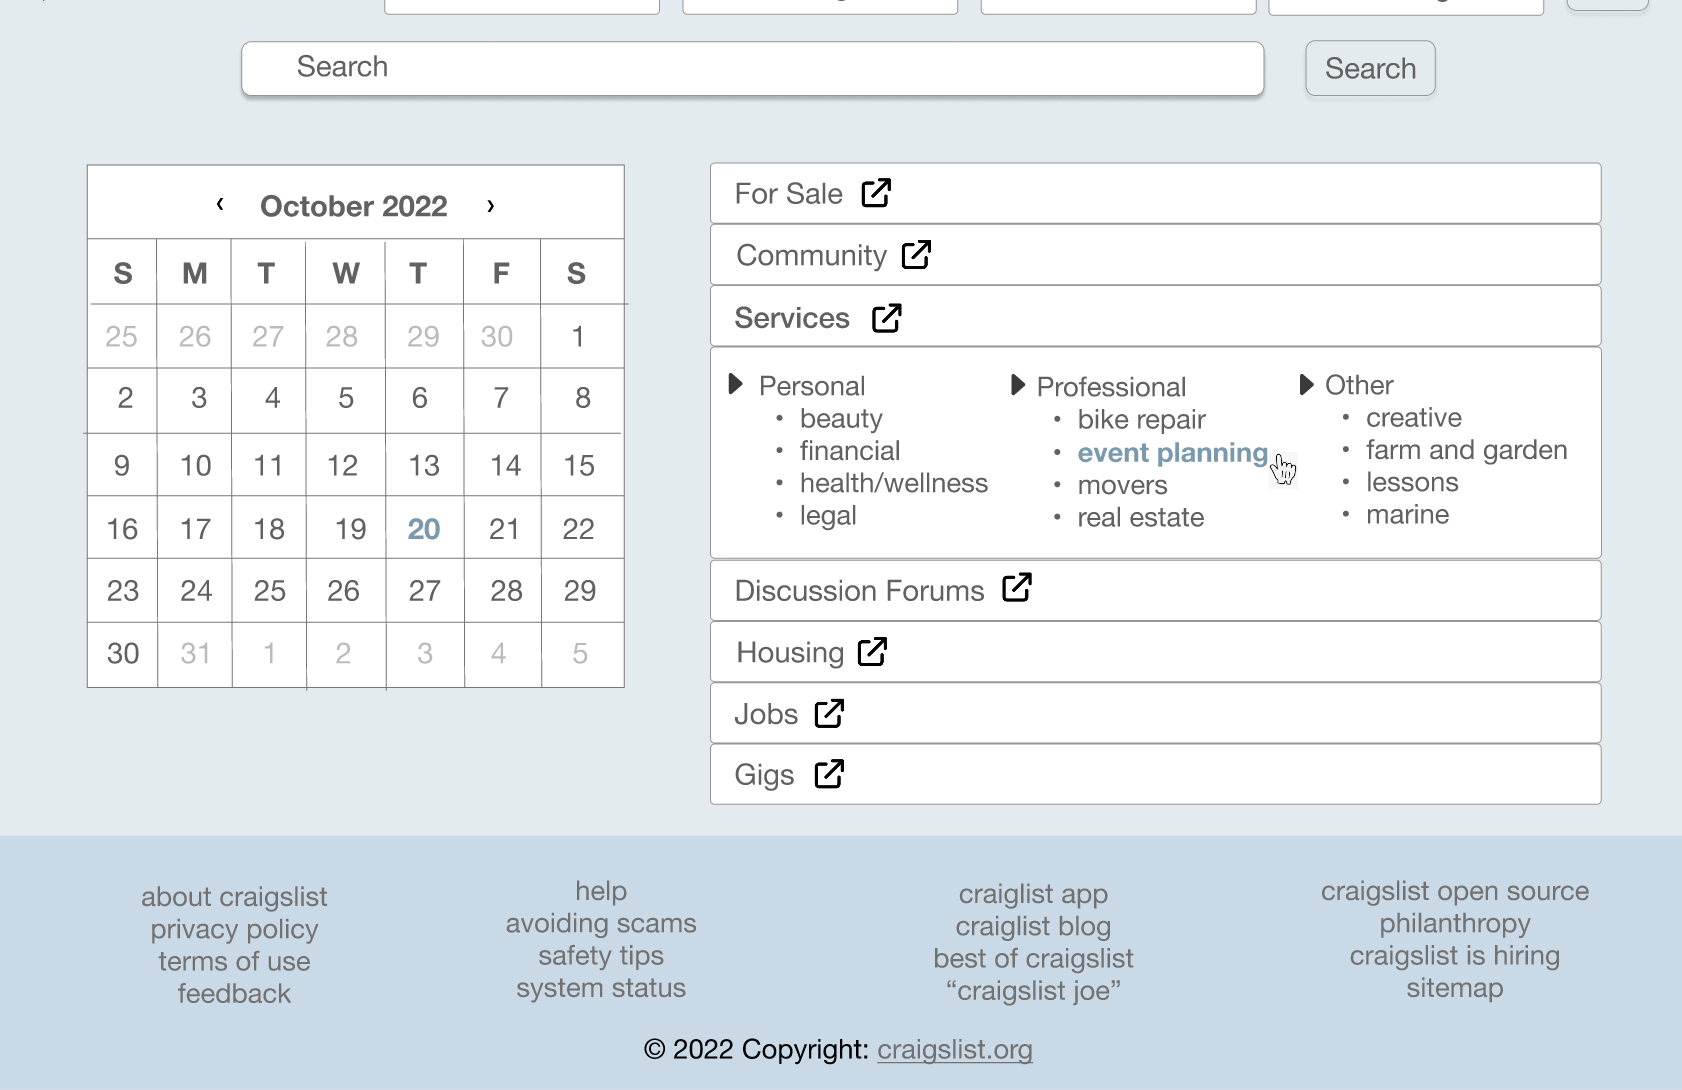 Search
Search
‹ October 2022 ›
S M T W T F S
25 26 27 28 29 30 1
2 3 4 5 6 7 8
9 10 11 12 13 14 15
16 17 18 19 20 21 22
23 24 25 26 27 28 29
30 31 1 2 3 4 5
For Sale
Community
Services
Personal
• beauty
• financial
• health/wellness
• legal
Professional
• bike repair
• event planning
• movers
• real estate
Other
• creative
• farm and garden
• lessons
• marine
Discussion Forums
Housing
Jobs
Gigs
about craigslist
privacy policy
terms of use
feedback
help
avoiding scams
safety tips
system status
craiglist app
craiglist blog
best of craigslist
“craigslist joe”
craigslist open source
philanthropy
craigslist is hiring
sitemap
© 2022 Copyright: craigslist.org